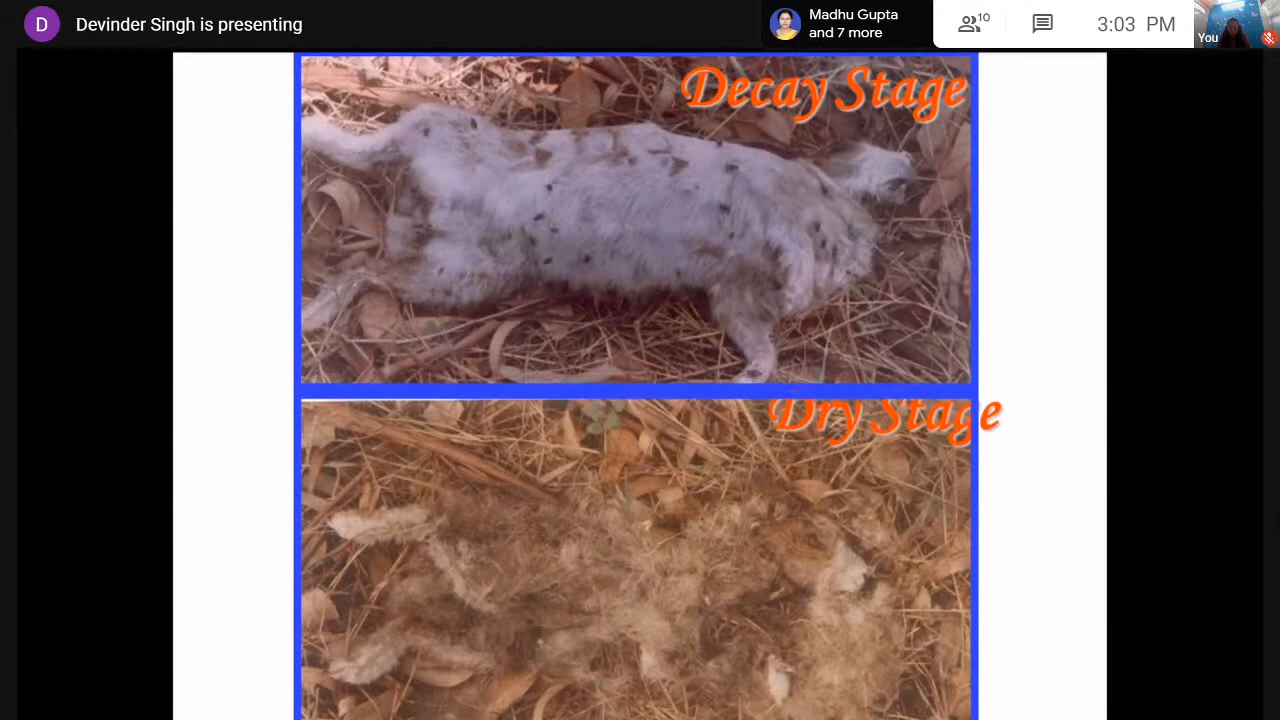 D
Devinder Singh is presenting
Madhu Gupta
and 7 more
10
3:03 PM
You
Decay Stage
Dry Stage